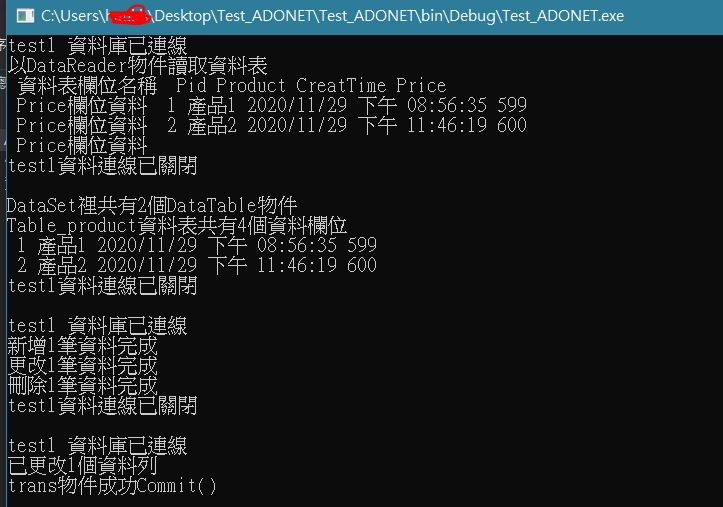 C:\Users\h\Desktop\Test_ADONET\Test_ADONET\bin\Debug\Test_ADONET.exe
test1 資料庫已連線
以DataReader物件讀取資料表
資料表欄位名稱  Pid Product CreatTime Price
Price欄位資料  1 產品1 2020/11/29 下午 08:56:35 599
Price欄位資料  2 產品2 2020/11/29 下午 11:46:19 600
Price欄位資料
test1資料連線已關閉
DataSet裡共有2個DataTable物件
Table_product資料表共有4個資料欄位
1 產品1 2020/11/29 下午 08:56:35 599
2 產品2 2020/11/29 下午 11:46:19 600
test1資料連線已關閉
test1 資料庫已連線
新增1筆資料完成
更改1筆資料完成
刪除1筆資料完成
test1資料連線已關閉
test1 資料庫已連線
已更改1個資料列
trans物件成功Commit()